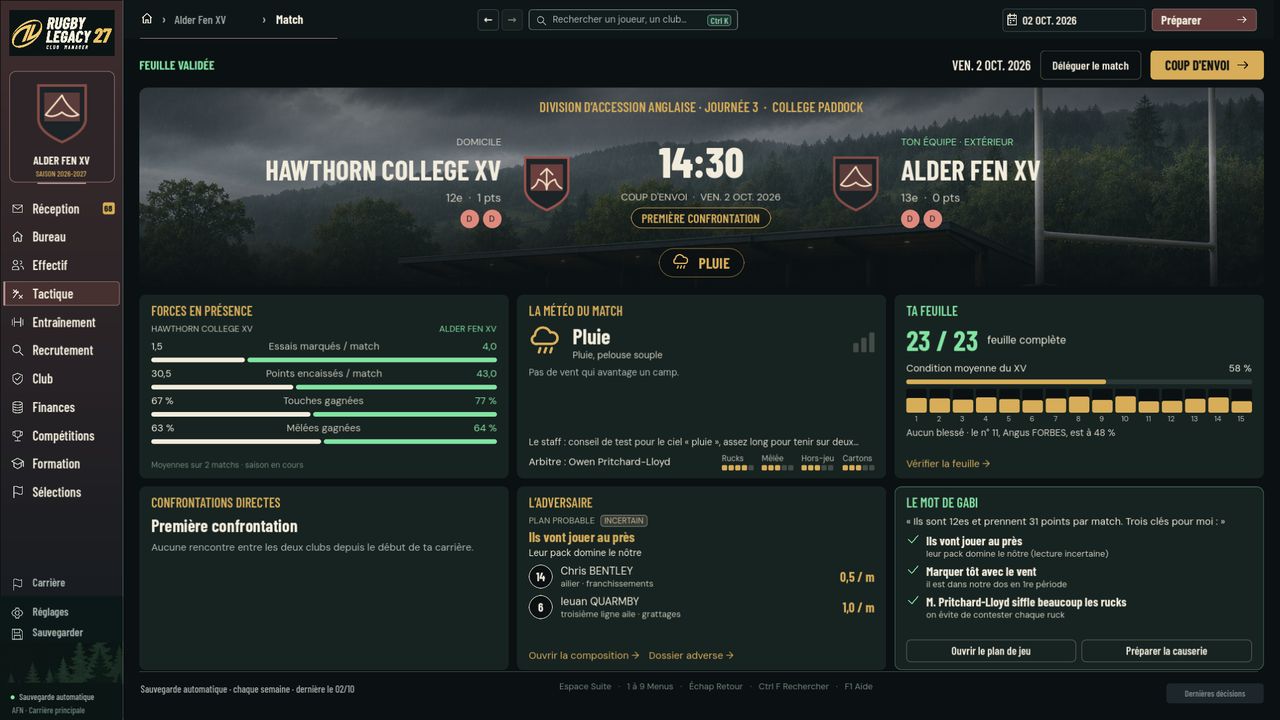 RUGBY
LEGACY 27
CLUB MANAGER
ALDER FEN XV
SAISON 2026-2027
Réception 68
Bureau
Effectif
Tactique
Entraînement
Recrutement
Club
Finances
Compétitions
Formation
Sélections
Carrière
Réglages
Sauvegarder
Sauvegarde automatique
AFN · Carrière principale
› Alder Fen XV › Match
← → Rechercher un joueur, un club... Ctrl K
02 OCT. 2026
Préparer →
FEUILLE VALIDÉE
VEN. 2 OCT. 2026
Déléguer le match
COUP D'ENVOI →
DIVISION D'ACCESSION ANGLAISE · JOURNÉE 3 · COLLEGE PADDOCK
DOMICILE
HAWTHORN COLLEGE XV
12e · 1 pts
D D
14:30
COUP D'ENVOI · VEN. 2 OCT. 2026
PREMIÈRE CONFRONTATION
PLUIE
TON ÉQUIPE · EXTÉRIEUR
ALDER FEN XV
13e · 0 pts
D D
FORCES EN PRÉSENCE
HAWTHORN COLLEGE XV ALDER FEN XV
1,5 Essais marqués / match 4,0
30,5 Points encaissés / match 43,0
67 % Touches gagnées 77 %
63 % Mêlées gagnées 64 %
Moyennes sur 2 matchs · saison en cours
LA MÉTÉO DU MATCH
Pluie
Pluie, pelouse souple
Pas de vent qui avantage un camp.
Le staff : conseil de test pour le ciel « pluie », assez long pour tenir sur deux…
Arbitre : Owen Pritchard-Lloyd
Rucks Mêlée Hors-jeu Cartons
TA FEUILLE
23 / 23 feuille complète
Condition moyenne du XV 58 %
1 2 3 4 5 6 7 8 9 10 11 12 13 14 15
Aucun blessé · le n° 11, Angus FORBES, est à 48 %
Vérifier la feuille →
CONFRONTATIONS DIRECTES
Première confrontation
Aucune rencontre entre les deux clubs depuis le début de ta carrière.
L'ADVERSAIRE
PLAN PROBABLE INCERTAIN
Ils vont jouer au près
Leur pack domine le nôtre
14 Chris BENTLEY 0,5 / m
ailier · franchissements
6 Ieuan QUARMBY 1,0 / m
troisième ligne aile · grattages
Ouvrir la composition → Dossier adverse →
LE MOT DE GABI
« Ils sont 12es et prennent 31 points par match. Trois clés pour moi : »
Ils vont jouer au près
leur pack domine le nôtre (lecture incertaine)
Marquer tôt avec le vent
il est dans notre dos en 1re période
M. Pritchard-Lloyd siffle beaucoup les rucks
on évite de contester chaque ruck
Ouvrir le plan de jeu
Préparer la causerie
Sauvegarde automatique · chaque semaine · dernière le 02/10
Espace Suite · 1 à 9 Menus · Échap Retour · Ctrl F Rechercher · F1 Aide
Dernières décisions